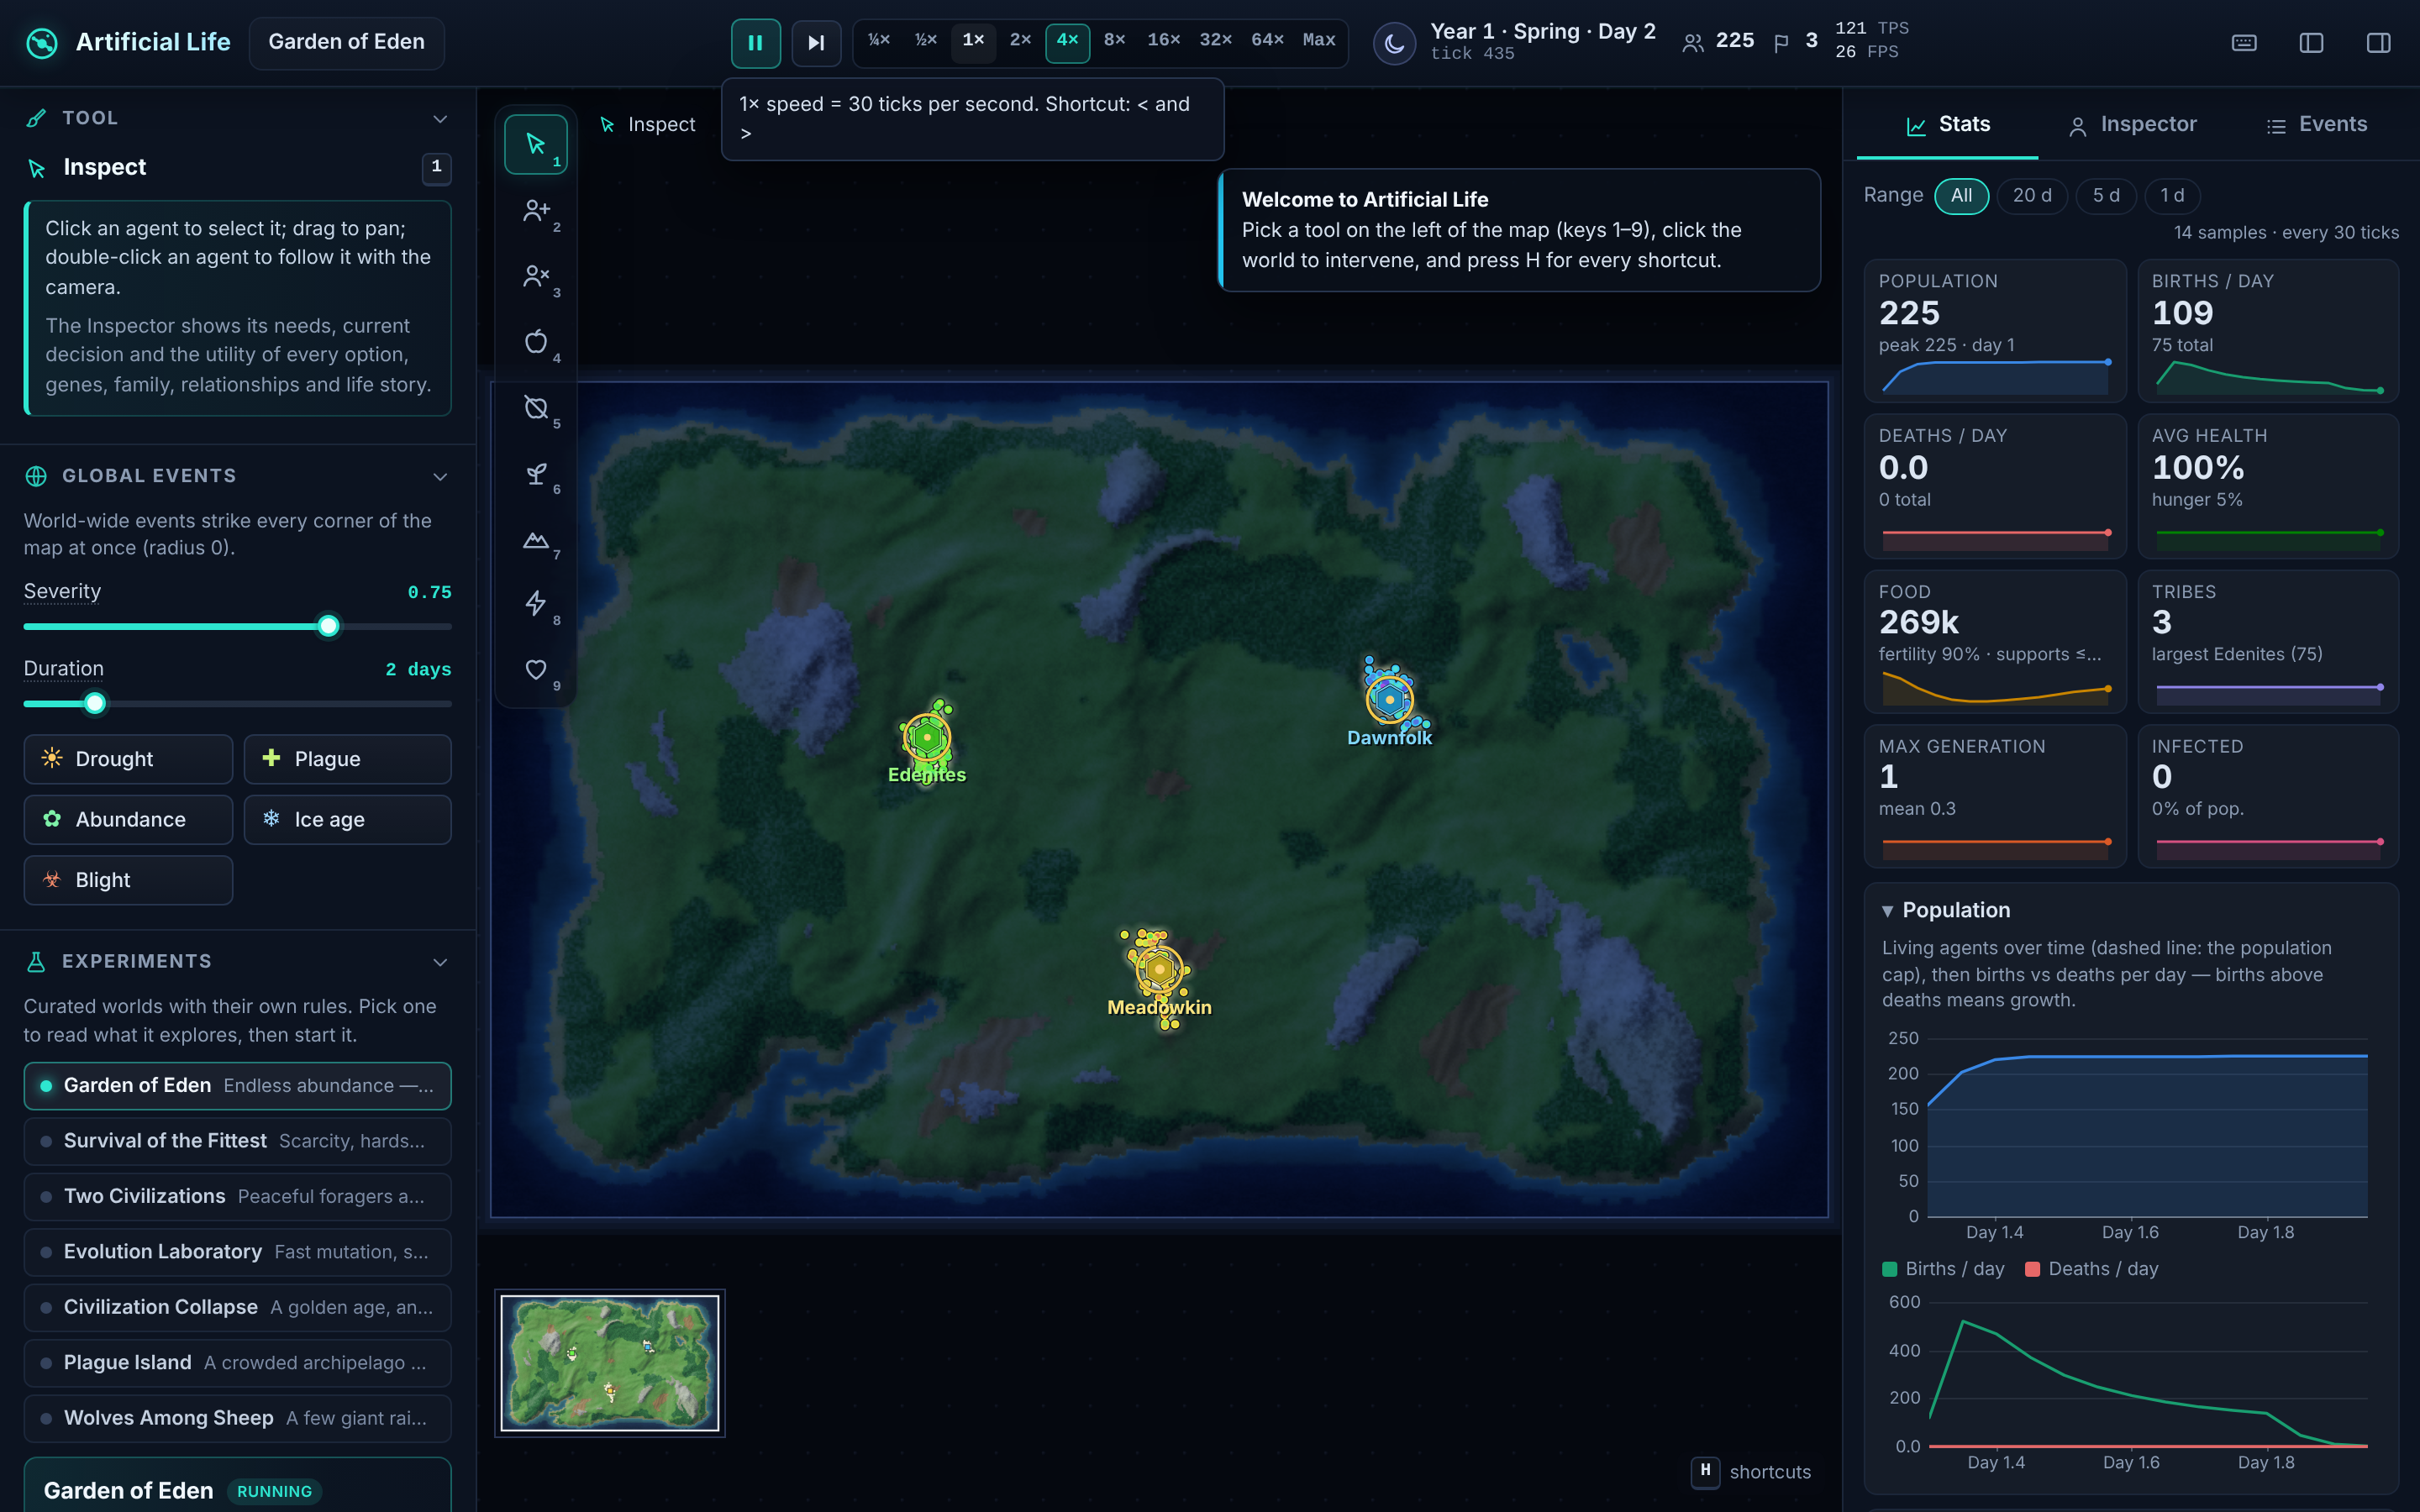 Artificial Life
Garden of Eden
¼× ½× 1× 2× 4× 8× 16× 32× 64× Max
Year 1 · Spring · Day 2
tick 435
225
3
121 TPS
26 FPS
TOOL
Inspect
1
Click an agent to select it; drag to pan;
double-click an agent to follow it with the
camera.
The Inspector shows its needs, current
decision and the utility of every option,
genes, family, relationships and life story.
GLOBAL EVENTS
World-wide events strike every corner of the
map at once (radius 0).
Severity 0.75
Duration 2 days
☀ Drought
✚ Plague
✿ Abundance
❄ Ice age
☣ Blight
EXPERIMENTS
Curated worlds with their own rules. Pick one
to read what it explores, then start it.
Garden of Eden Endless abundance —...
Survival of the Fittest Scarcity, hards...
Two Civilizations Peaceful foragers a...
Evolution Laboratory Fast mutation, s...
Civilization Collapse A golden age, an...
Plague Island A crowded archipelago ...
Wolves Among Sheep A few giant rai...
Garden of Eden RUNNING
1
2
3
4
5
6
7
8
9
Inspect
1× speed = 30 ticks per second. Shortcut: < and
>
Welcome to Artificial Life
Pick a tool on the left of the map (keys 1–9), click the
world to intervene, and press H for every shortcut.
Dawnfolk
Edenites
Meadowkin
H shortcuts
Stats
Inspector
Events
Range All 20 d 5 d 1 d
14 samples · every 30 ticks
POPULATION
225
peak 225 · day 1
BIRTHS / DAY
109
75 total
DEATHS / DAY
0.0
0 total
AVG HEALTH
100%
hunger 5%
FOOD
269k
fertility 90% · supports ≤...
TRIBES
3
largest Edenites (75)
MAX GENERATION
1
mean 0.3
INFECTED
0
0% of pop.
▼ Population
Living agents over time (dashed line: the population
cap), then births vs deaths per day — births above
deaths means growth.
250
200
150
100
50
0
Day 1.4 Day 1.6 Day 1.8
Births / day Deaths / day
600
400
200
0.0
Day 1.4 Day 1.6 Day 1.8